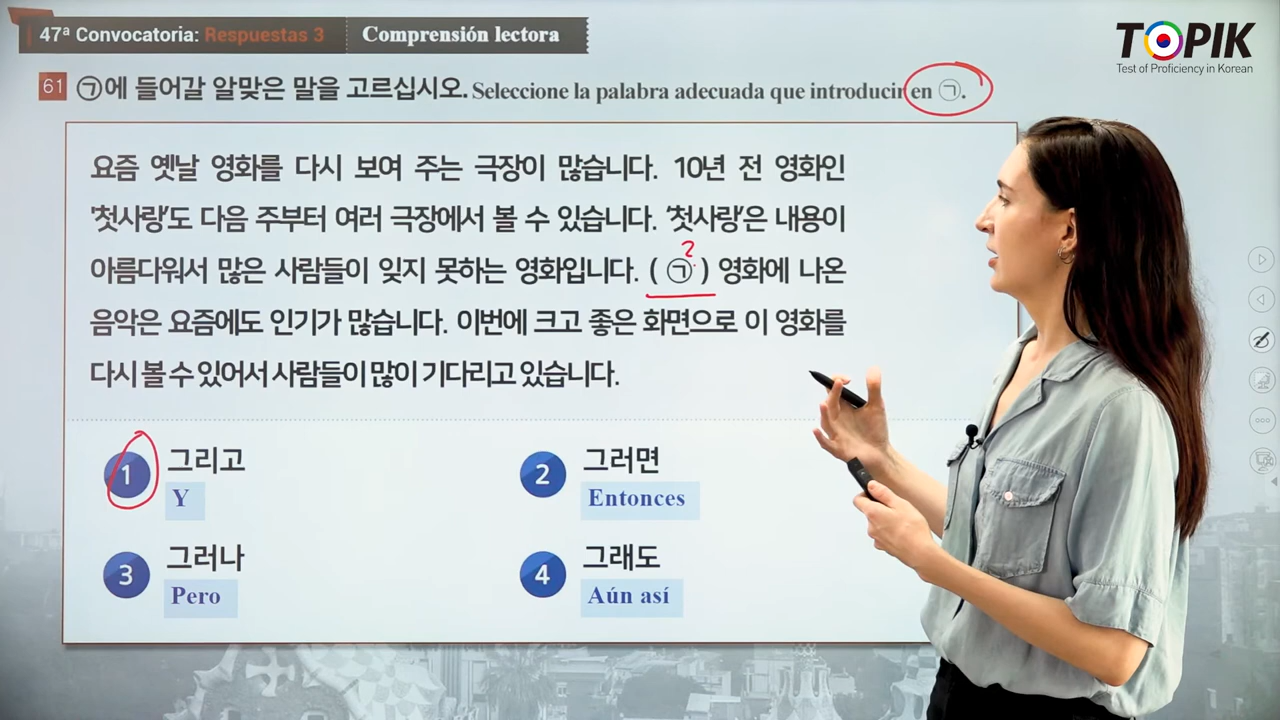 47ª Convocatoria: Respuestas 3 Comprensión lectora
TOPIK
Test of Proficiency in Korean
61 ㉠에 들어갈 알맞은 말을 고르십시오. Seleccione la palabra adecuada que introducir en ㉠.
요즘 옛날 영화를 다시 보여 주는 극장이 많습니다. 10년 전 영화인
'첫사랑'도 다음 주부터 여러 극장에서 볼 수 있습니다. '첫사랑'은 내용이
아름다워서 많은 사람들이 잊지 못하는 영화입니다. ( ㉠ ) 영화에 나온
?
음악은 요즘에도 인기가 많습니다. 이번에 크고 좋은 화면으로 이 영화를
다시 볼 수 있어서 사람들이 많이 기다리고 있습니다.
1 그리고
Y
2 그러면
Entonces
3 그러나
Pero
4 그래도
Aún así